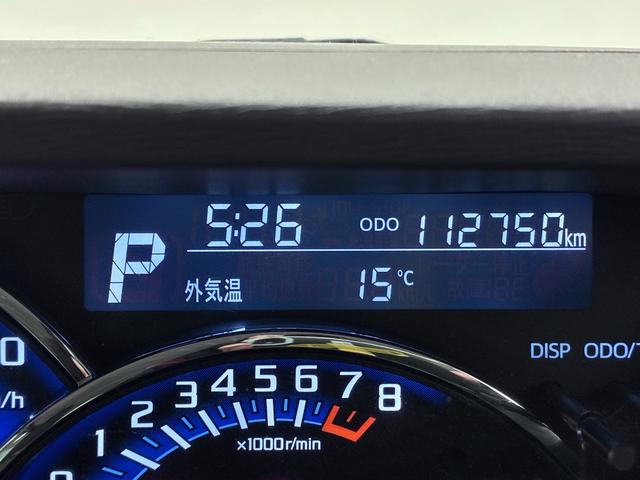 5:26 ODO 112750km
P
外気温 15℃
0
/h
DISP ODO/T
1 2 3 4 5 6 7 8
×1000r/min